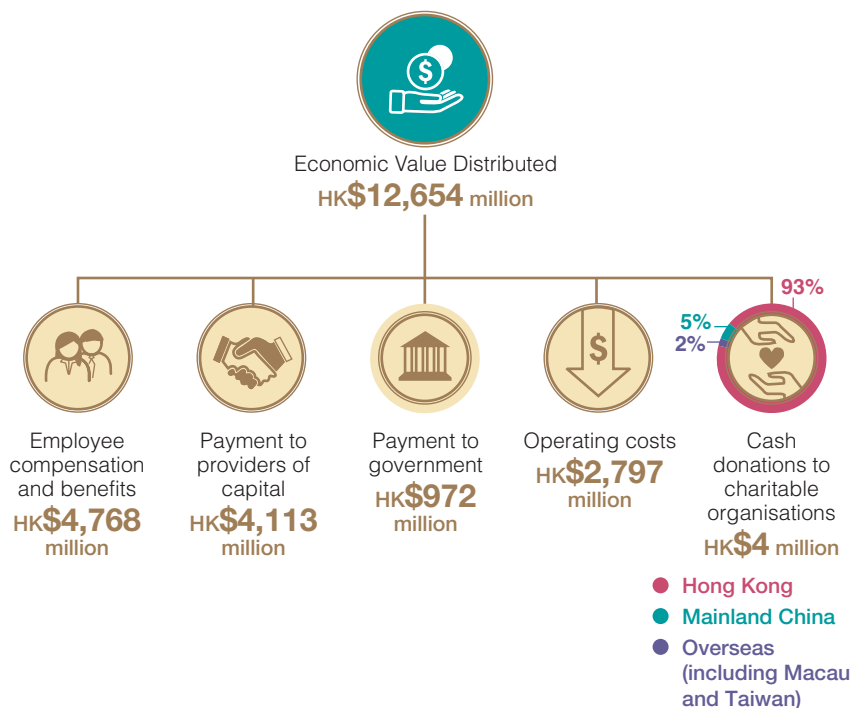 $
Economic Value Distributed
HK$12,654 million
93%
5%
2%
$
Employee
compensation
and benefits
HK$4,768
million
Payment to
providers of
capital
HK$4,113
million
Payment to
government
HK$972
million
Operating costs
HK$2,797
million
Cash
donations to
charitable
organisations
HK$4 million
Hong Kong
Mainland China
Overseas
(including Macau
and Taiwan)